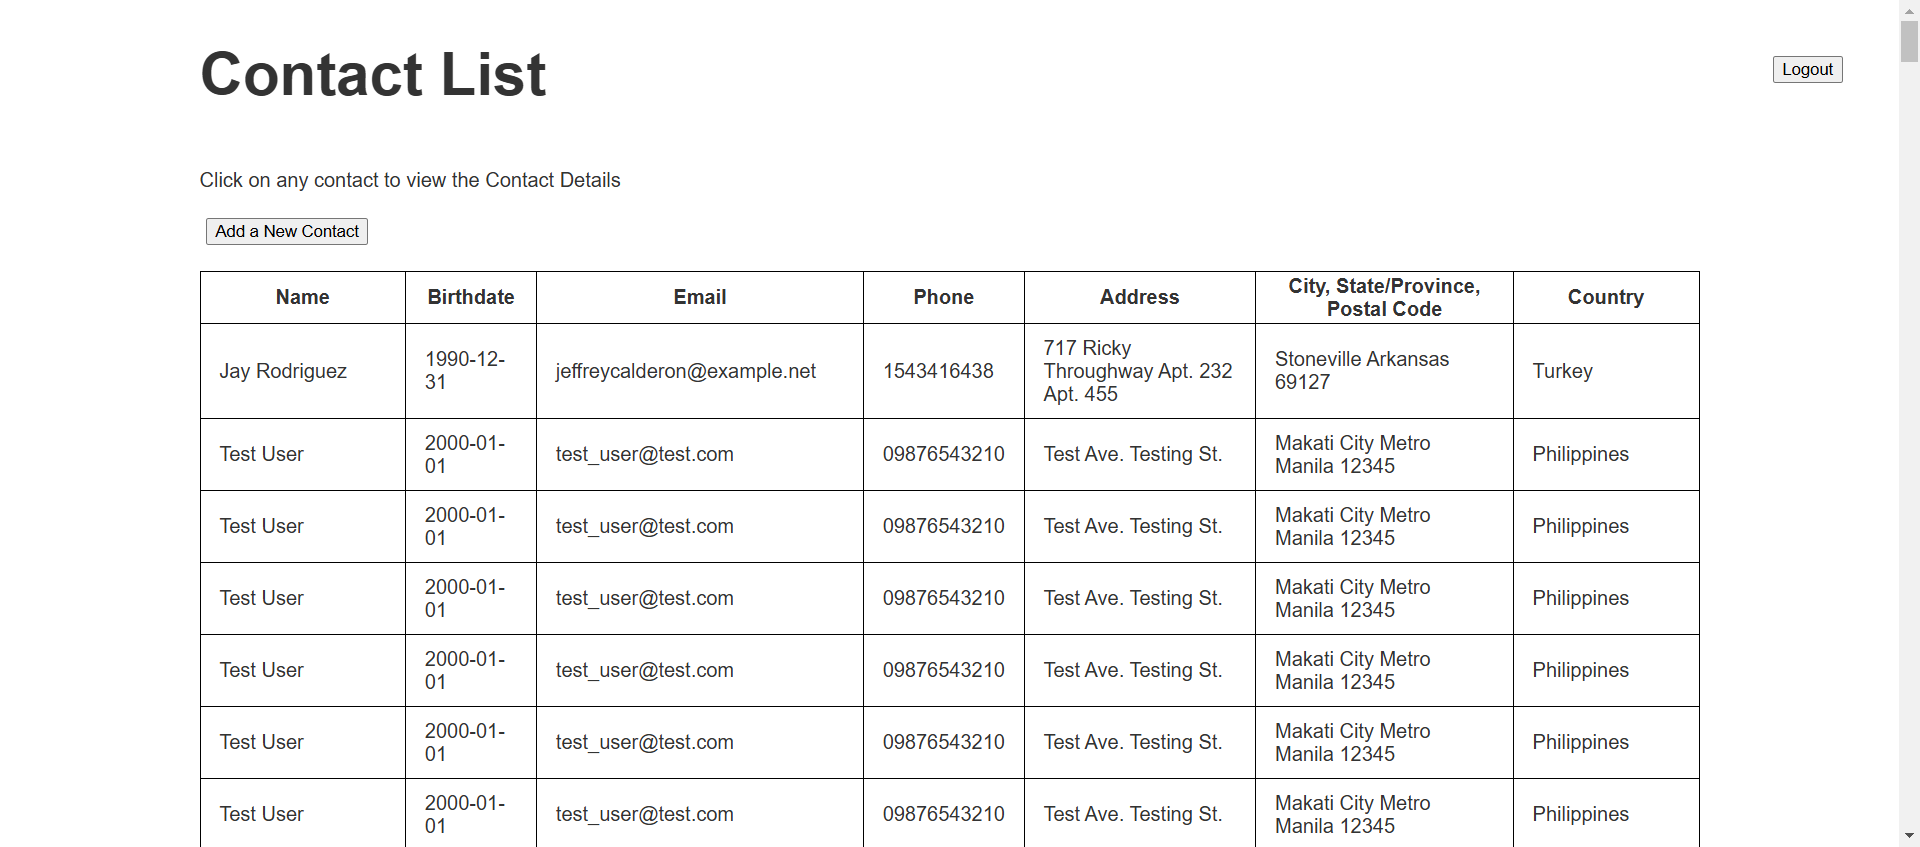 Contact List
Logout
Click on any contact to view the Contact Details
Add a New Contact
Name Birthdate Email Phone Address City, State/Province, Postal Code Country
Jay Rodriguez 1990-12-31 jeffreycalderon@example.net 1543416438 717 Ricky Throughway Apt. 232 Apt. 455 Stoneville Arkansas 69127 Turkey
Test User 2000-01-01 test_user@test.com 09876543210 Test Ave. Testing St. Makati City Metro Manila 12345 Philippines
Test User 2000-01-01 test_user@test.com 09876543210 Test Ave. Testing St. Makati City Metro Manila 12345 Philippines
Test User 2000-01-01 test_user@test.com 09876543210 Test Ave. Testing St. Makati City Metro Manila 12345 Philippines
Test User 2000-01-01 test_user@test.com 09876543210 Test Ave. Testing St. Makati City Metro Manila 12345 Philippines
Test User 2000-01-01 test_user@test.com 09876543210 Test Ave. Testing St. Makati City Metro Manila 12345 Philippines
Test User 2000-01-01 test_user@test.com 09876543210 Test Ave. Testing St. Makati City Metro Manila 12345 Philippines